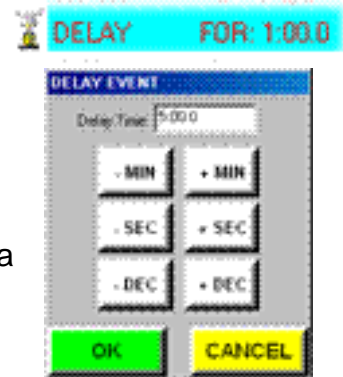 DELAY FOR: 1:00.0
DELAY EVENT
Delay Time: 5:00.0
- MIN + MIN
- SEC + SEC
a
- DEC + DEC
OK CANCEL